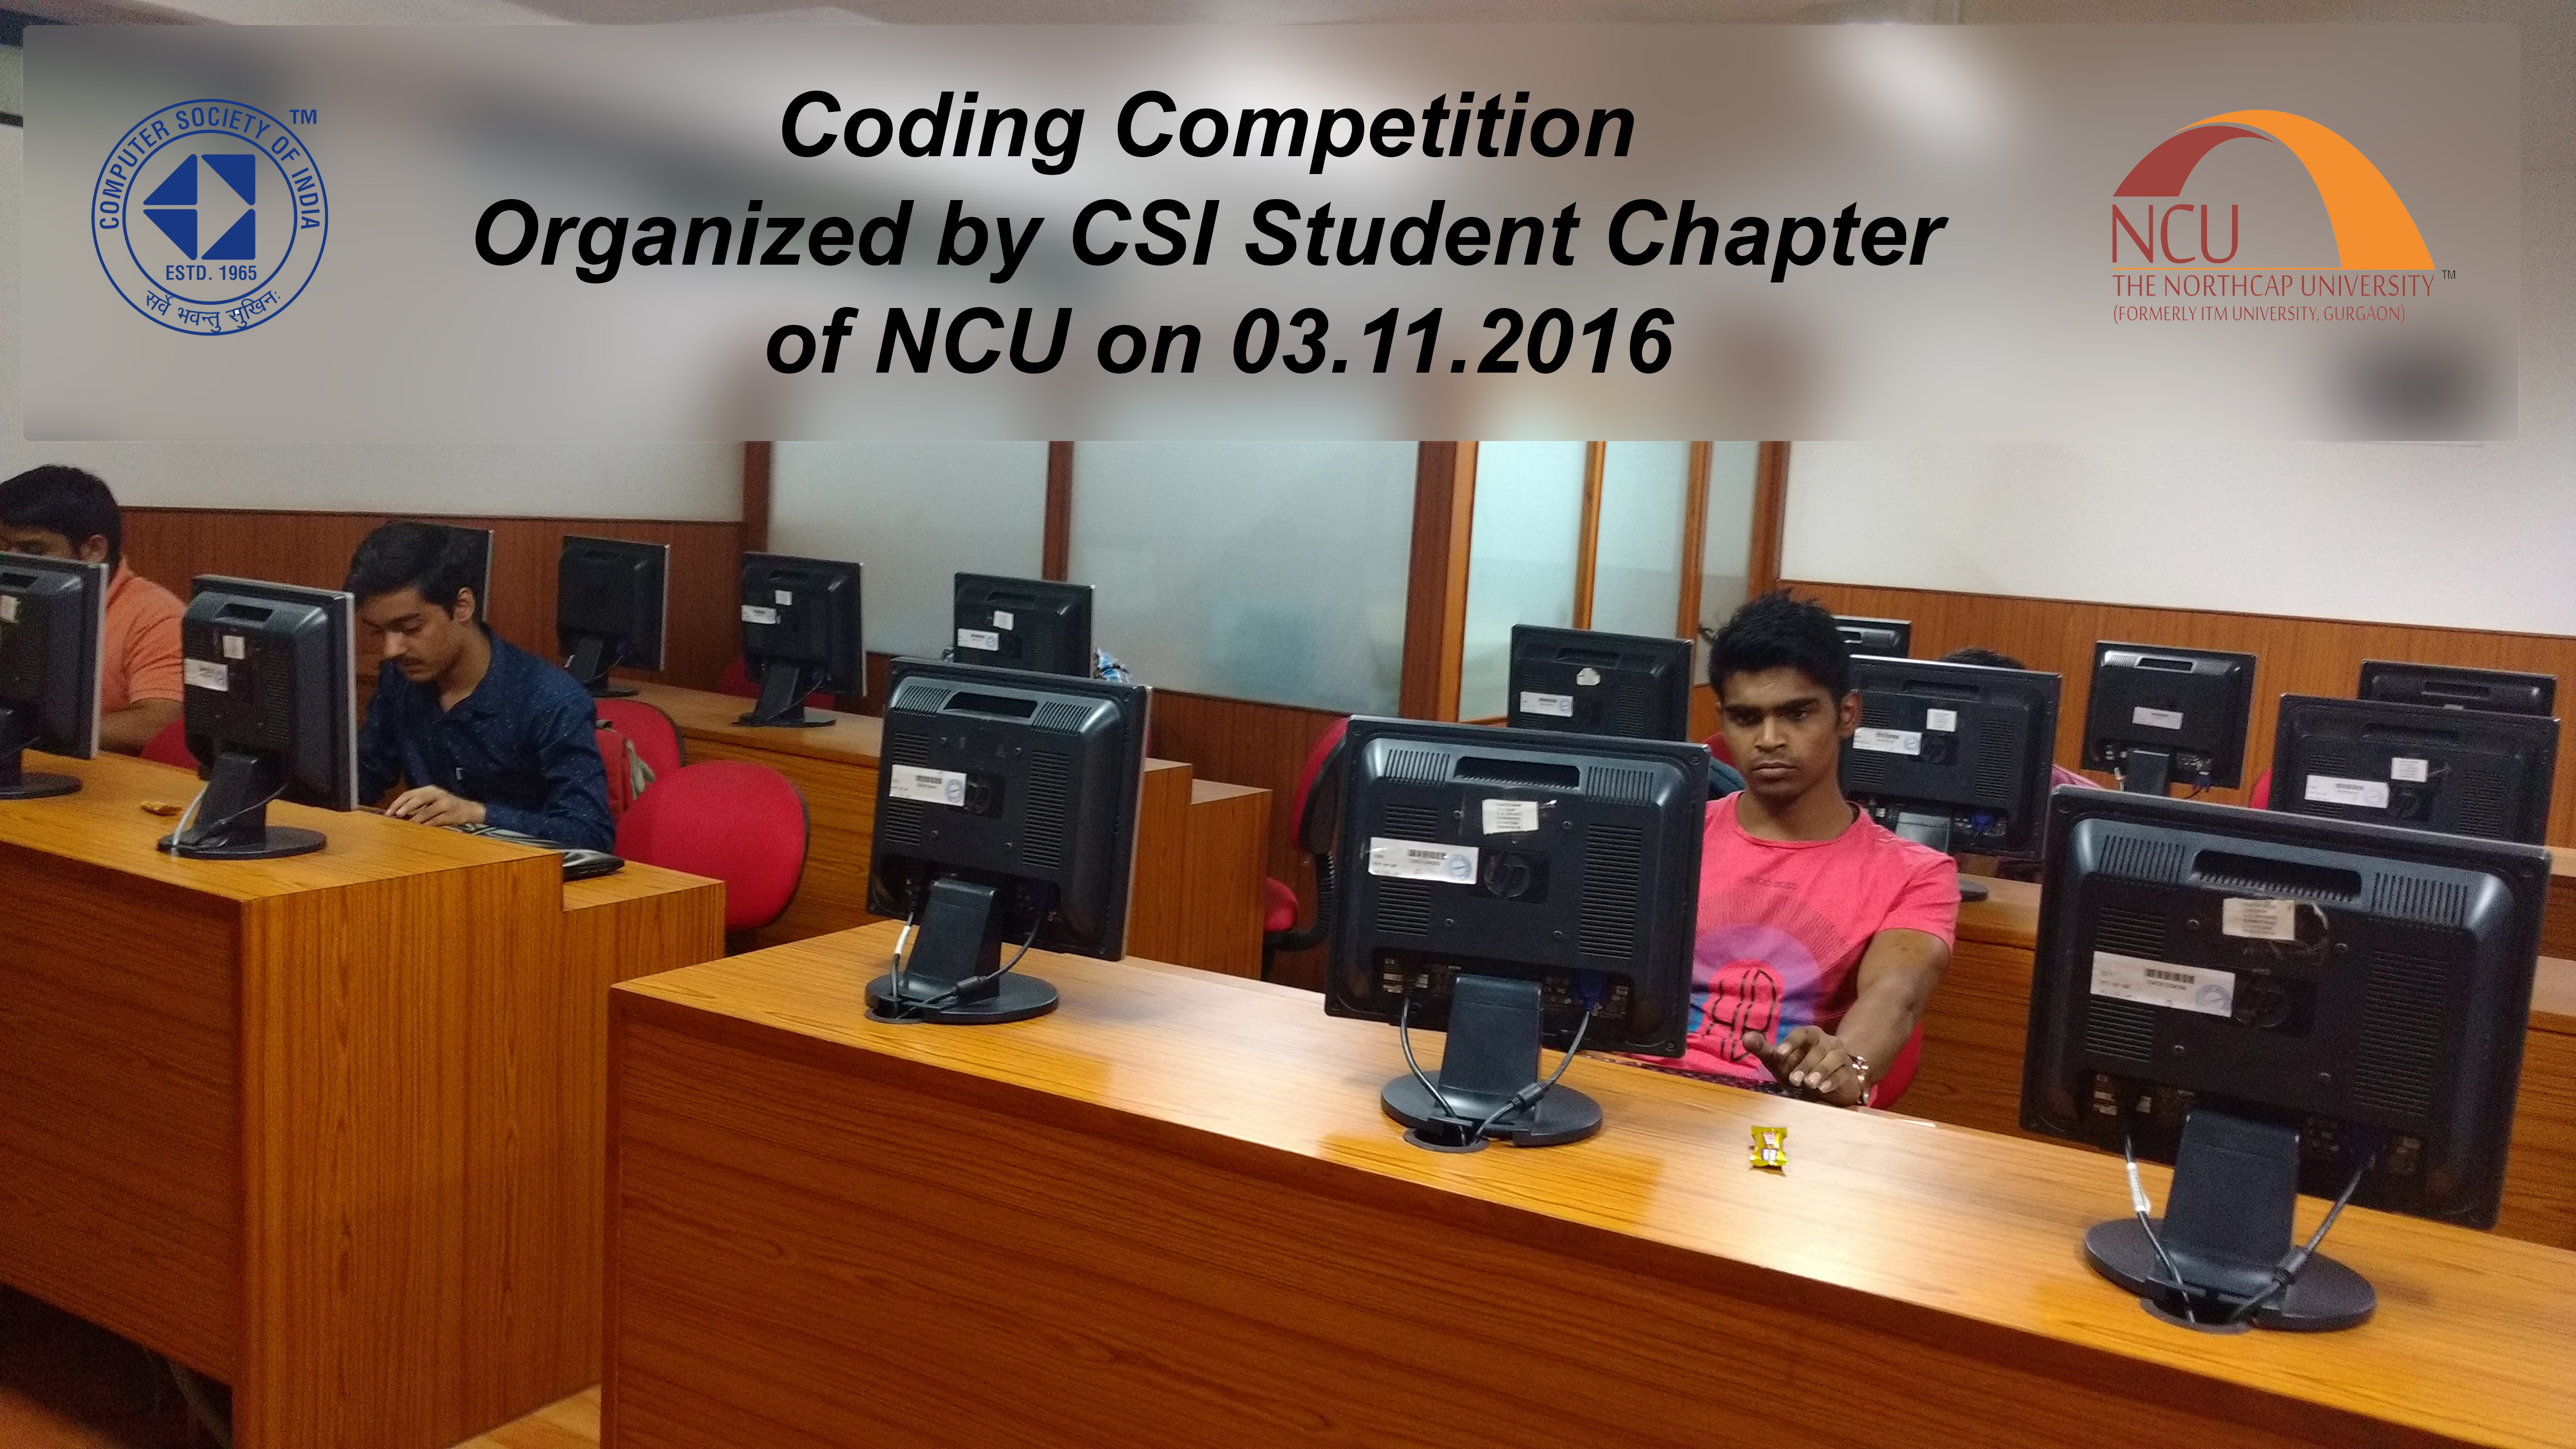 COMPUTER SOCIETY OF INDIA TM
ESTD. 1965
सर्वे भवन्तु सुखिनः
Coding Competition
Organized by CSI Student Chapter
of NCU on 03.11.2016
NCU
THE NORTHCAP UNIVERSITY TM
(FORMERLY ITM UNIVERSITY, GURGAON)
hp